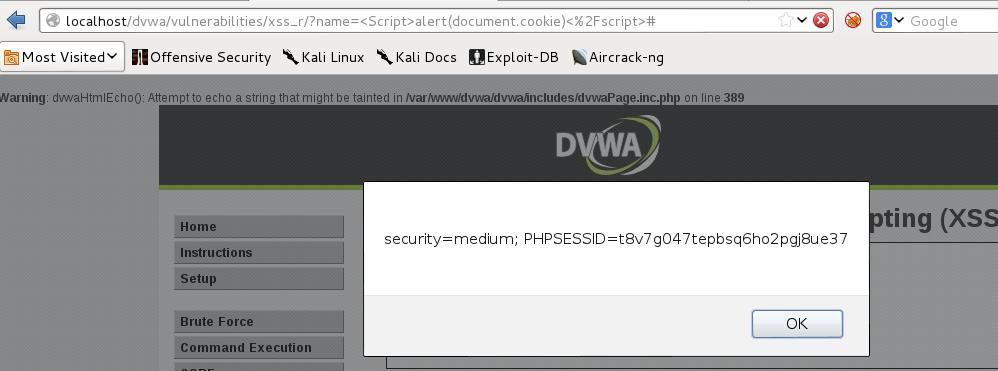 localhost/dvwa/vulnerabilities/xss_r/?name=<Script>alert(document.cookie)<%2Fscript>#
Google
Most Visited
Offensive Security
Kali Linux
Kali Docs
Exploit-DB
Aircrack-ng
Warning: dvwaHtmlEcho(): Attempt to echo a string that might be tainted in /var/www/dvwa/dvwa/includes/dvwaPage.inc.php on line 389
DVWA
pting (XSS
security=medium; PHPSESSID=t8v7g047tepbsq6ho2pgj8ue37
OK
Home
Instructions
Setup
Brute Force
Command Execution